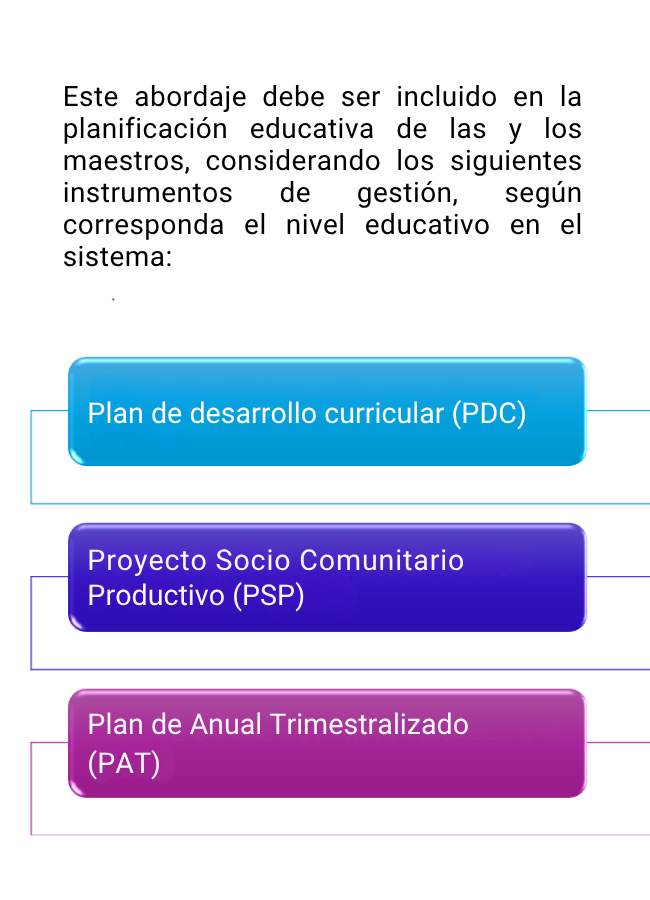 Este abordaje debe ser incluido en la
planificación educativa de las y los
maestros, considerando los siguientes
instrumentos de gestión, según
corresponda el nivel educativo en el
sistema:
Plan de desarrollo curricular (PDC)
Proyecto Socio Comunitario
Productivo (PSP)
Plan de Anual Trimestralizado
(PAT)